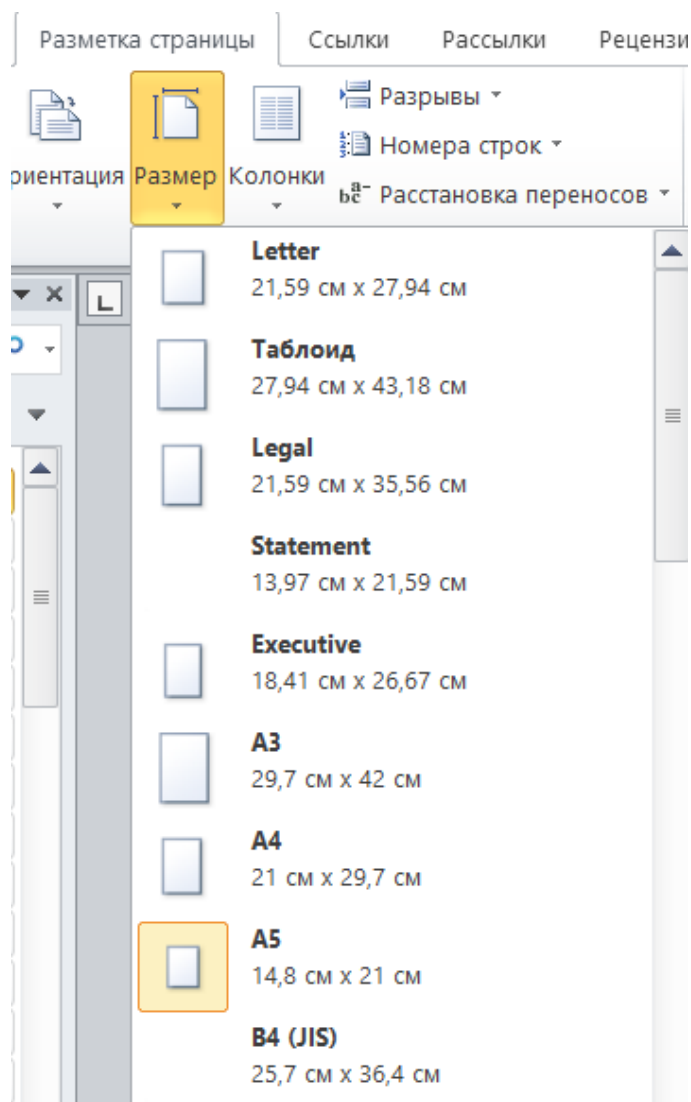 Разметка страницы Ссылки Рассылки Рецензи
Разрывы
Номера строк
риентация Размер Колонки
Расстановка переносов
Letter
21,59 см x 27,94 см
Таблоид
27,94 см x 43,18 см
Legal
21,59 см x 35,56 см
Statement
13,97 см x 21,59 см
Executive
18,41 см x 26,67 см
A3
29,7 см x 42 см
A4
21 см x 29,7 см
A5
14,8 см x 21 см
B4 (JIS)
25,7 см x 36,4 см